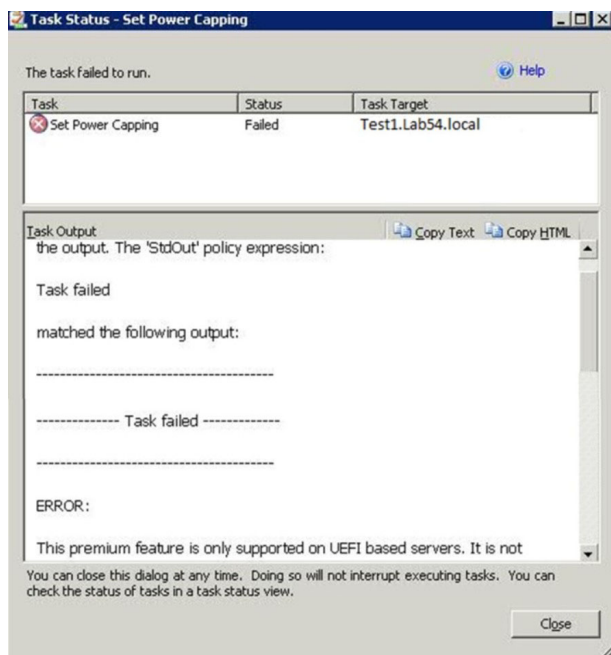 Task Status - Set Power Capping
The task failed to run.
Help
Task Status Task Target
Set Power Capping Failed Test1.Lab54.local
Task Output Copy Text Copy HTML
the output. The 'StdOut' policy expression:
Task failed
matched the following output:
----------------------------------------
-------------- Task failed -------------
----------------------------------------
ERROR:
This premium feature is only supported on UEFI based servers. It is not
You can close this dialog at any time. Doing so will not interrupt executing tasks. You can
check the status of tasks in a task status view.
Close